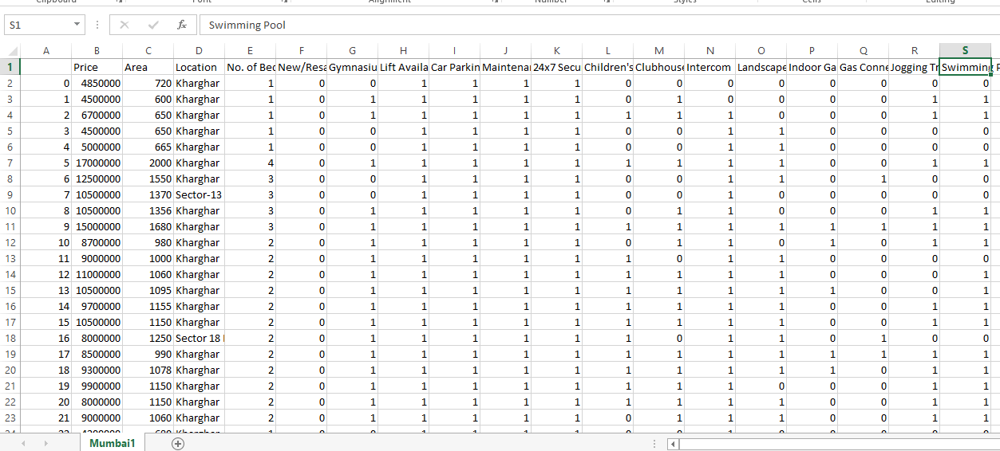 Clipboard Font Alignment Number Styles Cells Editing
S1 fx Swimming Pool
A B C D E F G H I J K L M N O P Q R S
1 Price Area Location No. of Bec New/Resa Gymnasiu Lift Availa Car Parkin Maintenar 24x7 Secu Children's Clubhouse Intercom Landscape Indoor Ga Gas Conne Jogging Tr Swimming P
2 0 4850000 720 Kharghar 1 0 0 1 1 1 1 0 0 0 0 0 0 0 0
3 1 4500000 600 Kharghar 1 0 1 1 1 1 1 0 1 0 0 0 0 1 1
4 2 6700000 650 Kharghar 1 0 1 1 1 1 1 1 1 1 0 0 0 1 1
5 3 4500000 650 Kharghar 1 0 1 1 1 1 1 0 0 1 1 0 0 0 0
6 4 5000000 665 Kharghar 1 0 0 1 1 1 1 0 0 1 1 0 0 0 0
7 5 17000000 2000 Kharghar 4 0 1 1 1 1 1 1 1 1 1 0 0 1 1
8 6 12500000 1550 Kharghar 3 0 0 1 1 1 1 0 0 1 1 0 1 0 0
9 7 10500000 1370 Sector-13 3 0 0 1 1 1 1 0 0 1 0 0 0 0 0
10 8 10500000 1356 Kharghar 3 0 1 1 1 1 1 0 1 1 0 0 0 1 1
11 9 15000000 1680 Kharghar 3 0 1 1 1 1 1 1 1 1 1 1 1 1 1
12 10 8700000 980 Kharghar 2 0 1 1 1 1 1 0 1 1 0 1 0 1 1
13 11 9000000 1000 Kharghar 2 0 1 1 1 1 1 1 0 1 1 0 0 0 0
14 12 11000000 1060 Kharghar 2 0 1 1 1 1 1 1 1 1 1 0 0 0 1
15 13 10500000 1095 Kharghar 2 0 1 1 1 1 1 1 1 1 1 1 0 0 1
16 14 9700000 1155 Kharghar 2 0 1 1 1 1 1 1 1 1 1 0 0 1 1
17 15 10500000 1150 Kharghar 2 0 1 1 1 1 1 1 1 1 1 0 0 1 1
18 16 8000000 1250 Sector 18 2 0 1 1 1 1 1 1 0 1 1 0 1 0 0
19 17 8500000 990 Kharghar 2 0 1 1 1 1 1 1 1 1 1 1 1 1 1
20 18 9300000 1078 Kharghar 2 0 1 1 1 1 1 1 1 1 1 1 0 1 1
21 19 9900000 1150 Kharghar 2 0 1 1 1 1 1 1 1 1 0 0 0 1 1
22 20 8000000 1150 Kharghar 2 0 1 1 1 1 1 1 1 1 1 0 0 1 1
23 21 9000000 1060 Kharghar 2 0 1 1 1 1 1 0 1 1 1 0 0 1 1
Mumbai1